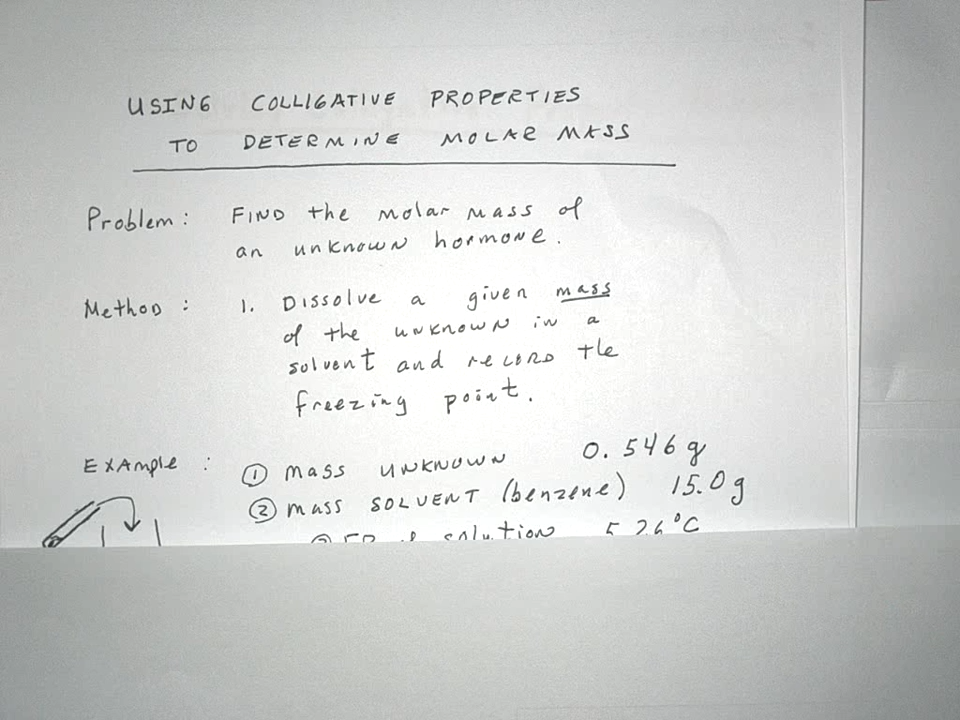 USING COLLIGATIVE PROPERTIES
TO DETERMINE MOLAR MASS
Problem: FIND the molar mass of
an unknown hormone.
Method: 1. Dissolve a given mass
of the unknown in a
solvent and record the
freezing point.
Example: ① mass unknown 0.546 g
② mass solvent (benzene) 15.0 g
solution